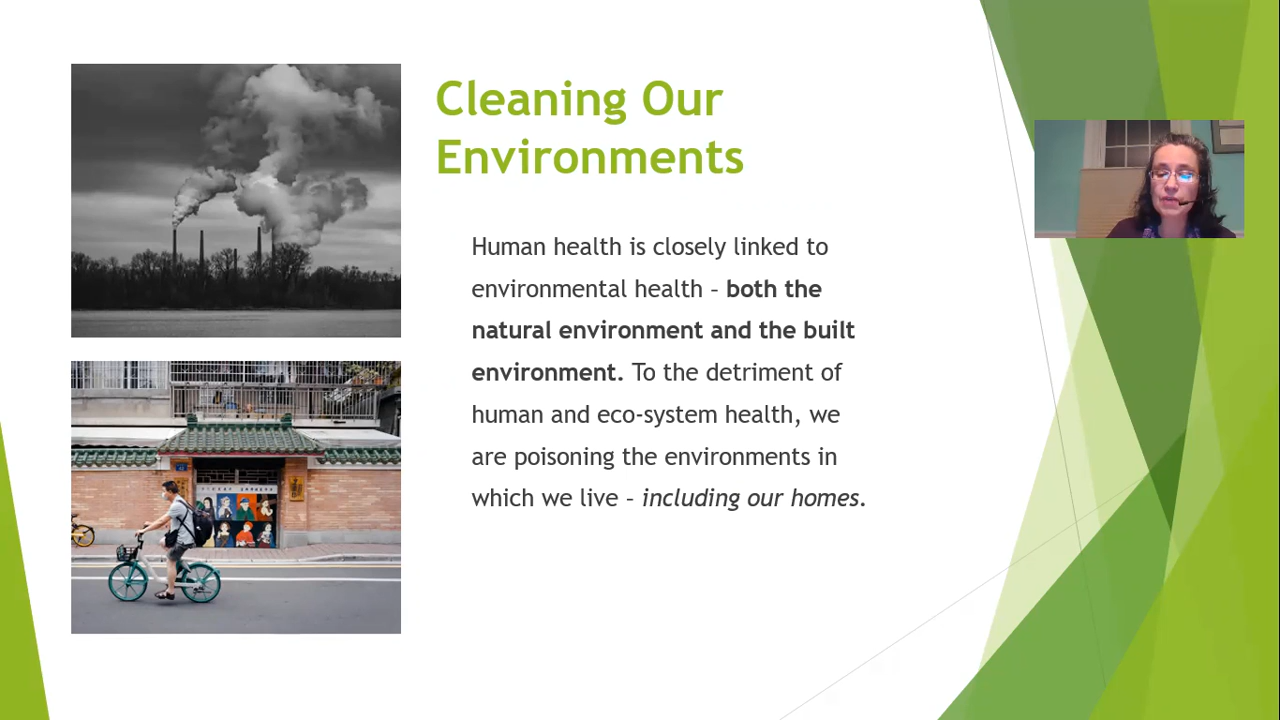 Cleaning Our
Environments
Human health is closely linked to
environmental health – both the
natural environment and the built
environment. To the detriment of
human and eco-system health, we
are poisoning the environments in
which we live – including our homes.